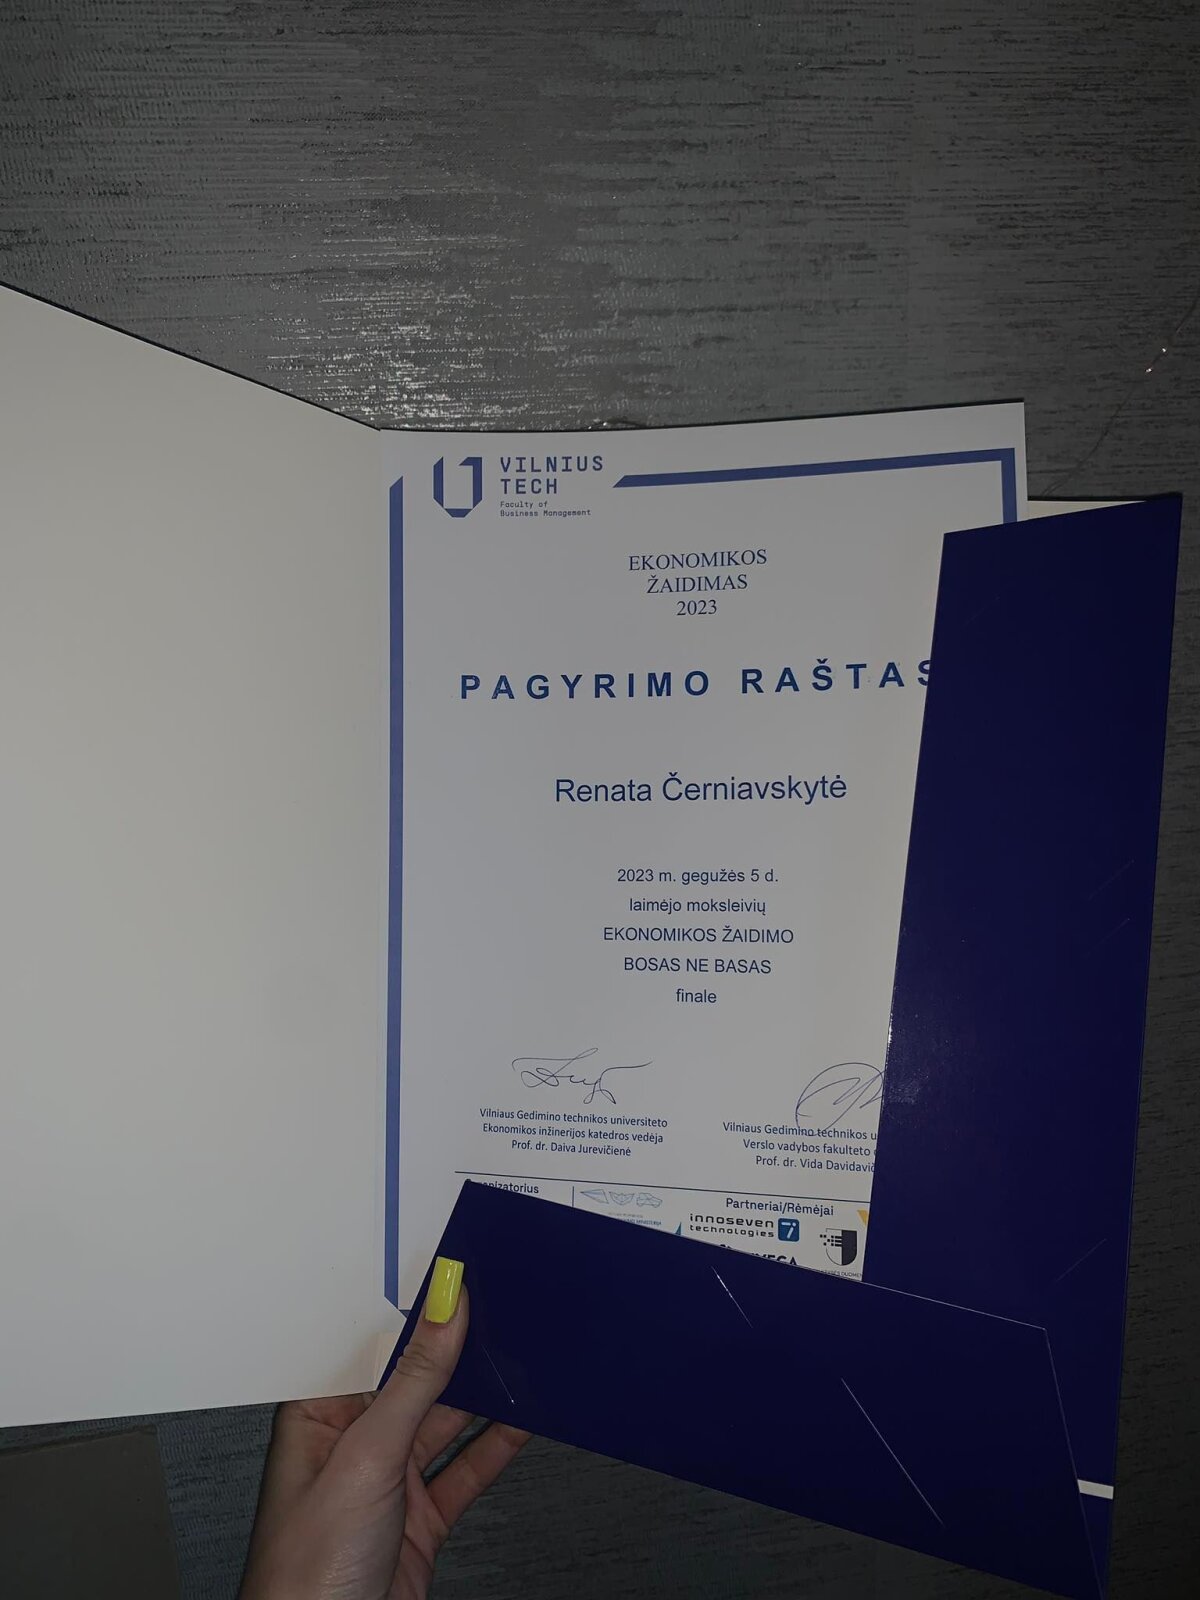 VILNIUS
TECH
Faculty of
Business Management
EKONOMIKOS
ŽAIDIMAS
2023
PAGYRIMO RAŠTAS
Renata Černiavskytė
2023 m. gegužės 5 d.
laimėjo moksleivių
EKONOMIKOS ŽAIDIMO
BOSAS NE BASAS
finale
Vilniaus Gedimino technikos universiteto
Ekonomikos inžinerijos katedros vedėja
Prof. dr. Daiva Jurevičienė
Vilniaus Gedimino technikos u
Verslo vadybos fakulteto
Prof. dr. Vida Davidavič
Partneriai/Rėmėjai
innoseven 7
technologies